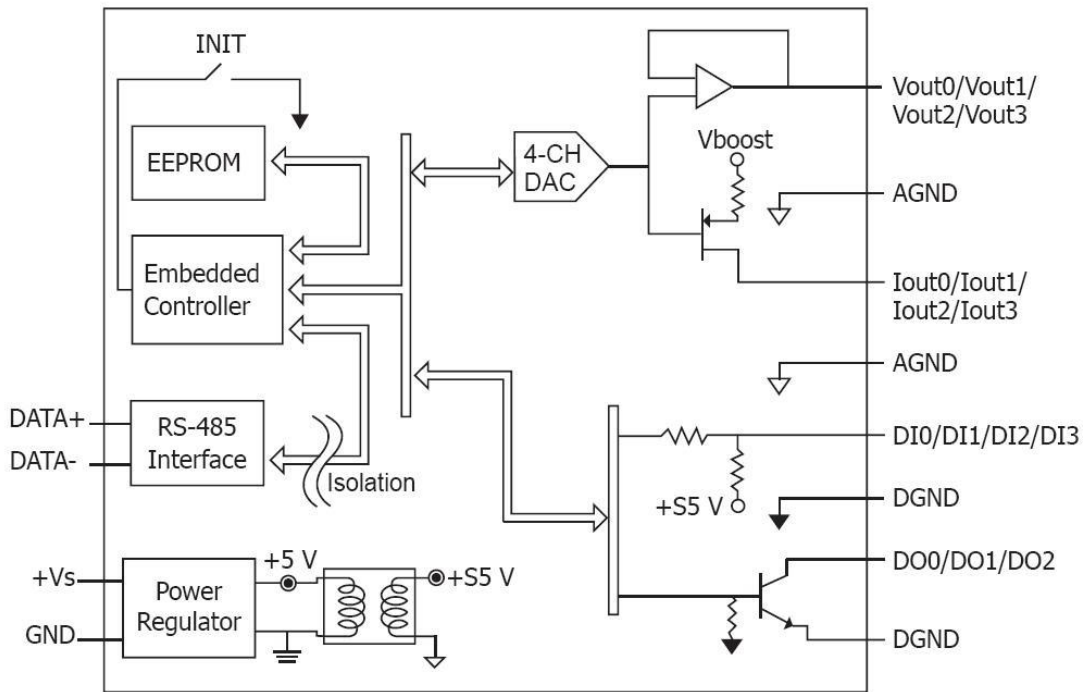 INIT
EEPROM
Embedded
Controller
DATA+
DATA-
RS-485
Interface
Isolation
+Vs
GND
Power
Regulator
+5 V
+S5 V
4-CH
DAC
Vboost
Vout0/Vout1/
Vout2/Vout3
AGND
Iout0/Iout1/
Iout2/Iout3
AGND
DI0/DI1/DI2/DI3
+S5 V
DGND
DO0/DO1/DO2
DGND